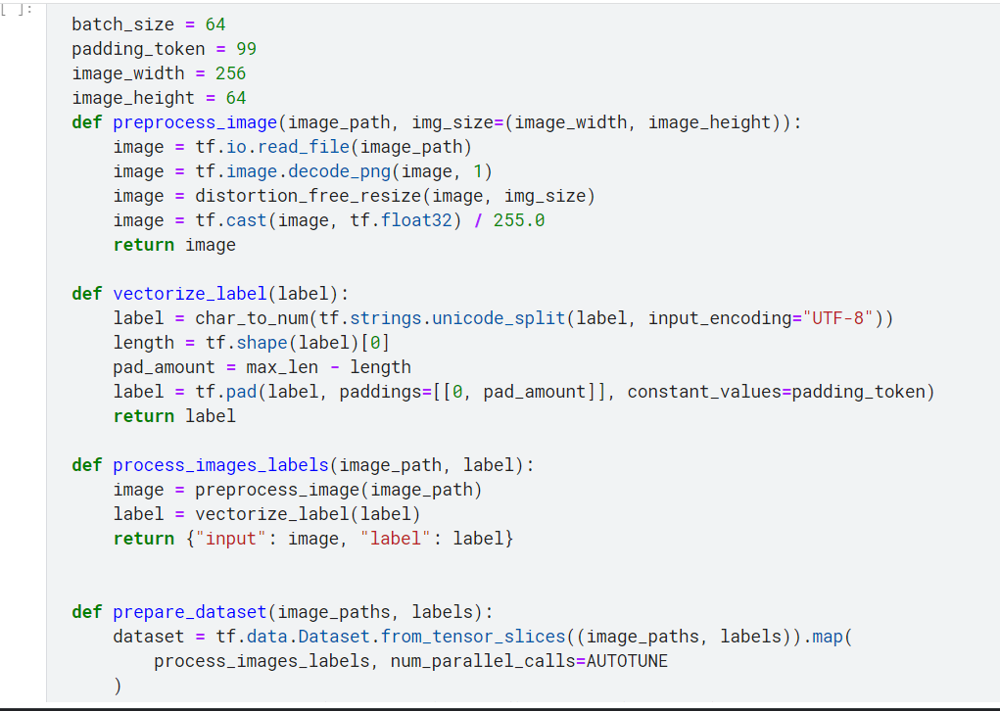 [ ]:
batch_size = 64
padding_token = 99
image_width = 256
image_height = 64
def preprocess_image(image_path, img_size=(image_width, image_height)):
    image = tf.io.read_file(image_path)
    image = tf.image.decode_png(image, 1)
    image = distortion_free_resize(image, img_size)
    image = tf.cast(image, tf.float32) / 255.0
    return image

def vectorize_label(label):
    label = char_to_num(tf.strings.unicode_split(label, input_encoding="UTF-8"))
    length = tf.shape(label)[0]
    pad_amount = max_len - length
    label = tf.pad(label, paddings=[[0, pad_amount]], constant_values=padding_token)
    return label

def process_images_labels(image_path, label):
    image = preprocess_image(image_path)
    label = vectorize_label(label)
    return {"input": image, "label": label}


def prepare_dataset(image_paths, labels):
    dataset = tf.data.Dataset.from_tensor_slices((image_paths, labels)).map(
        process_images_labels, num_parallel_calls=AUTOTUNE
    )